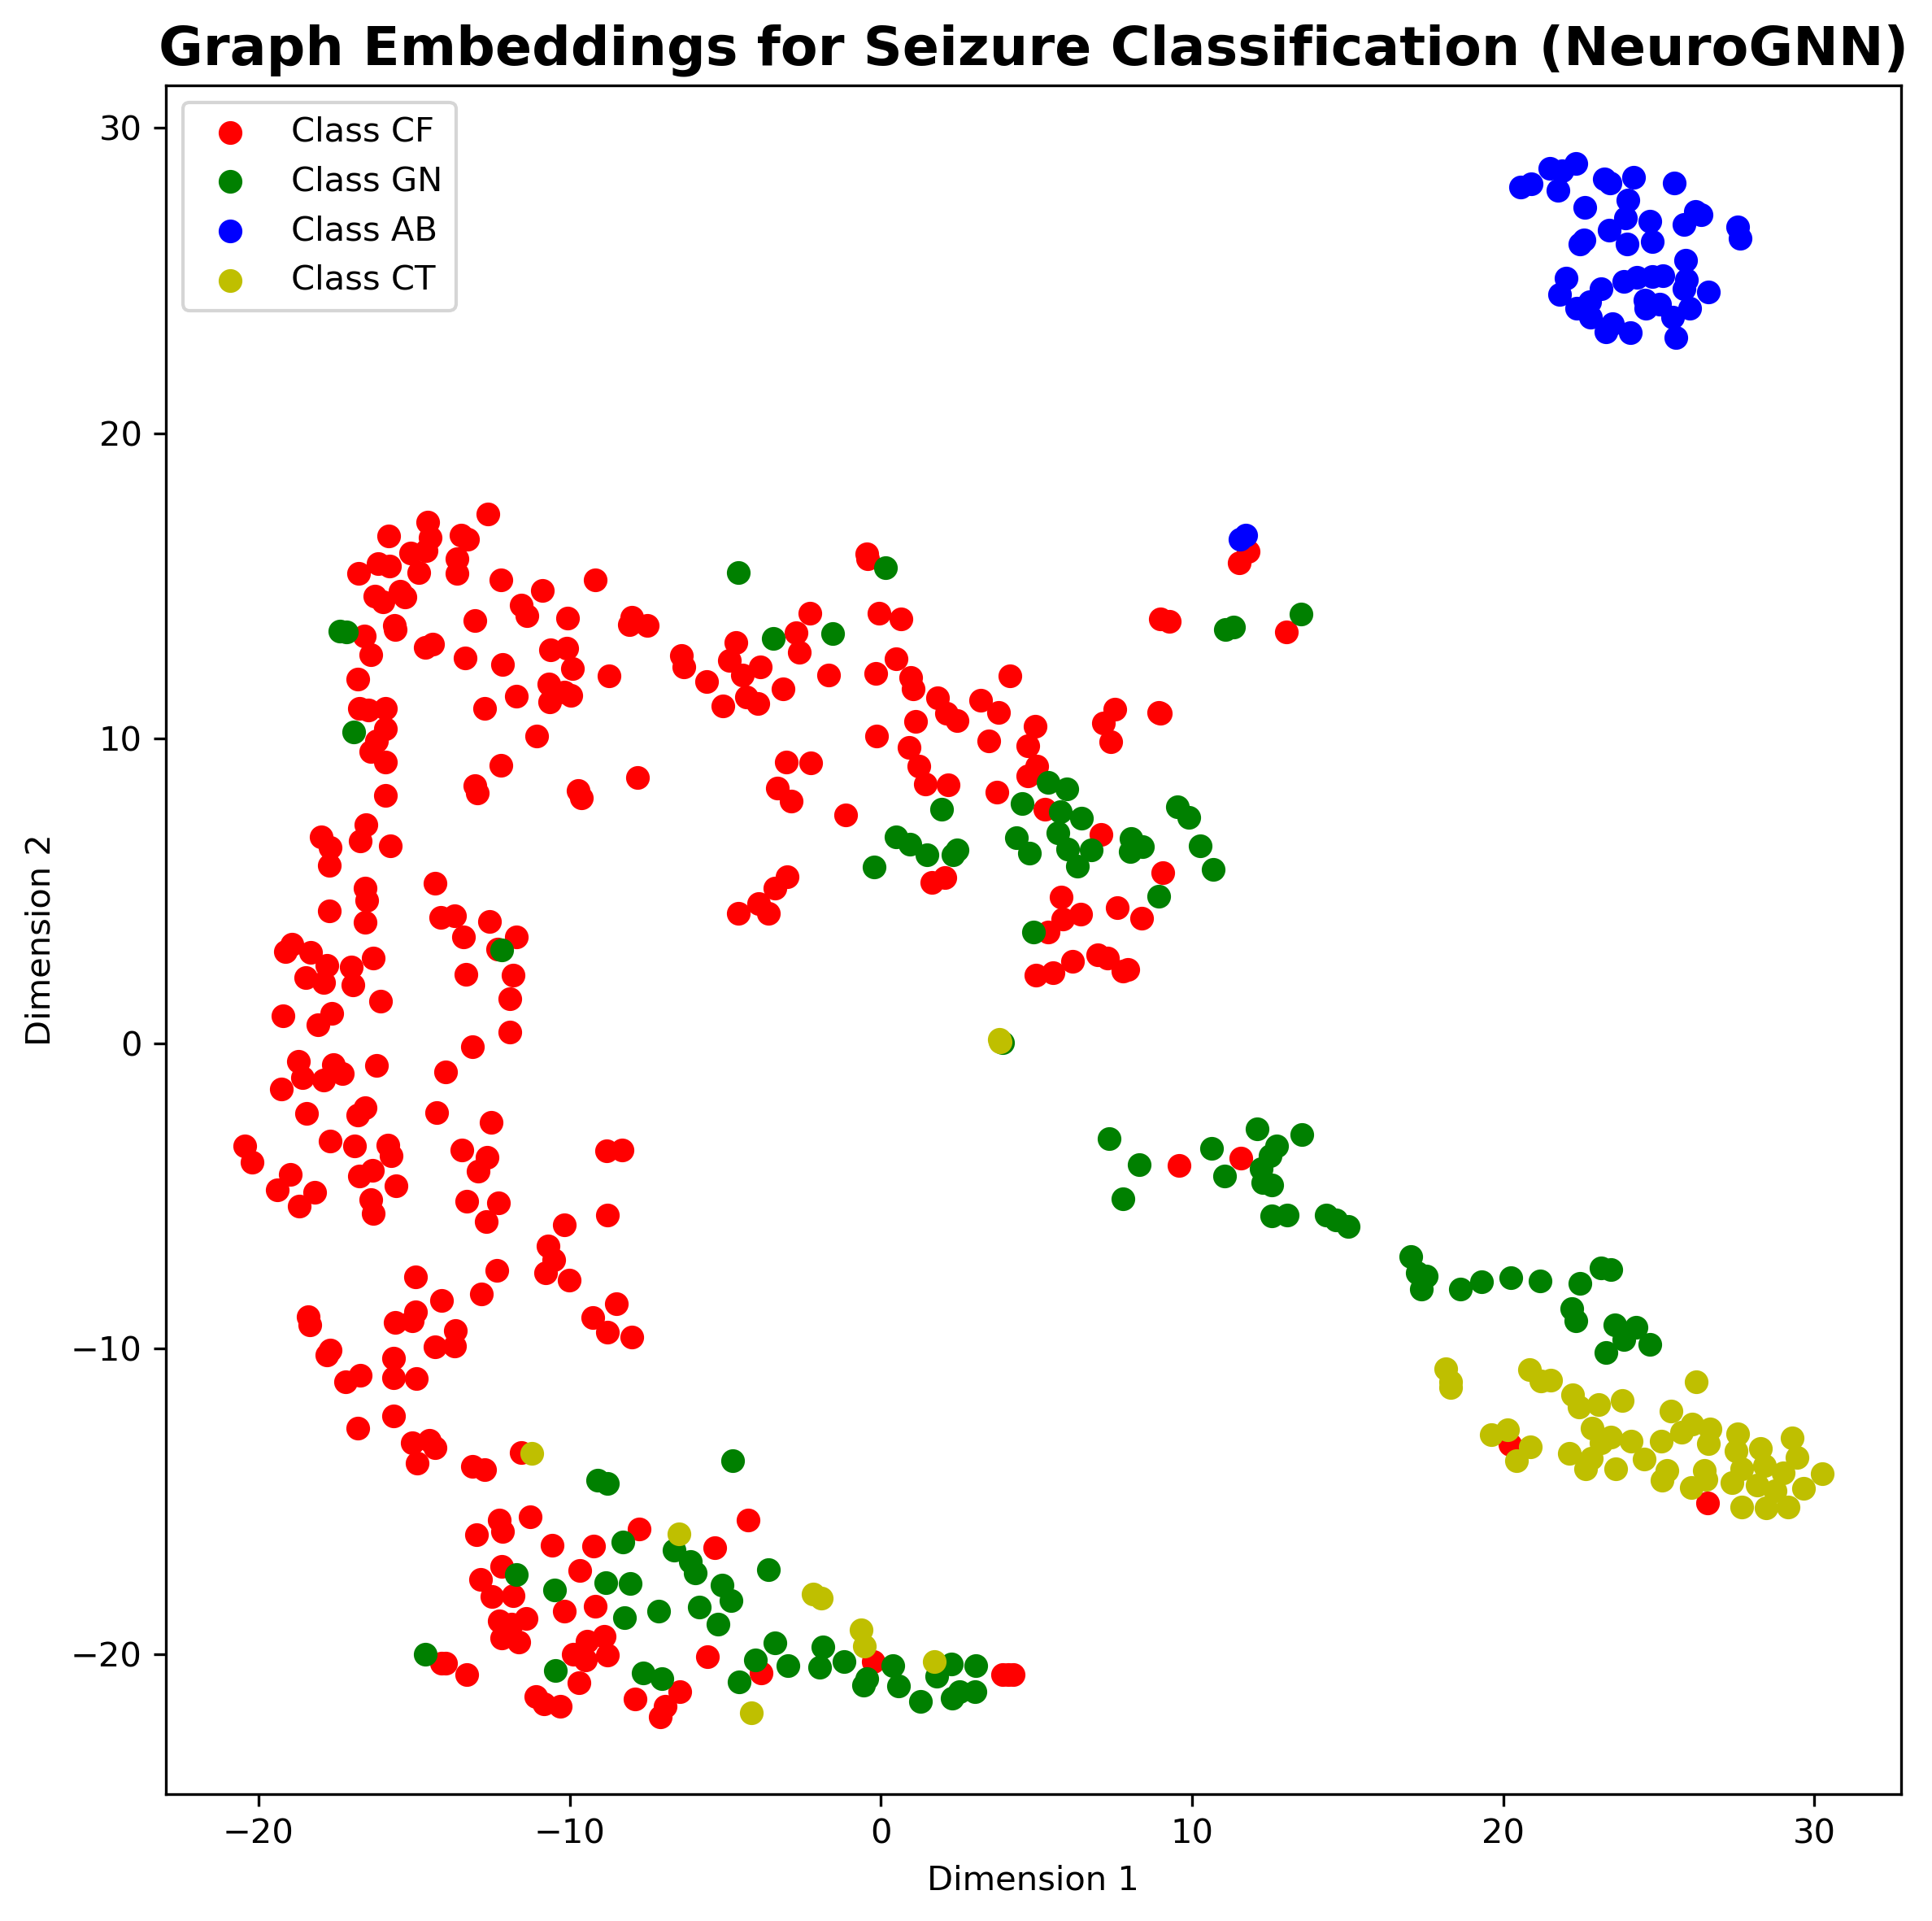 Graph Embeddings for Seizure Classification (NeuroGNN)
Class CF
Class GN
Class AB
Class CT
30
20
10
0
−10
−20
Dimension 2
−20 −10 0 10 20 30
Dimension 1